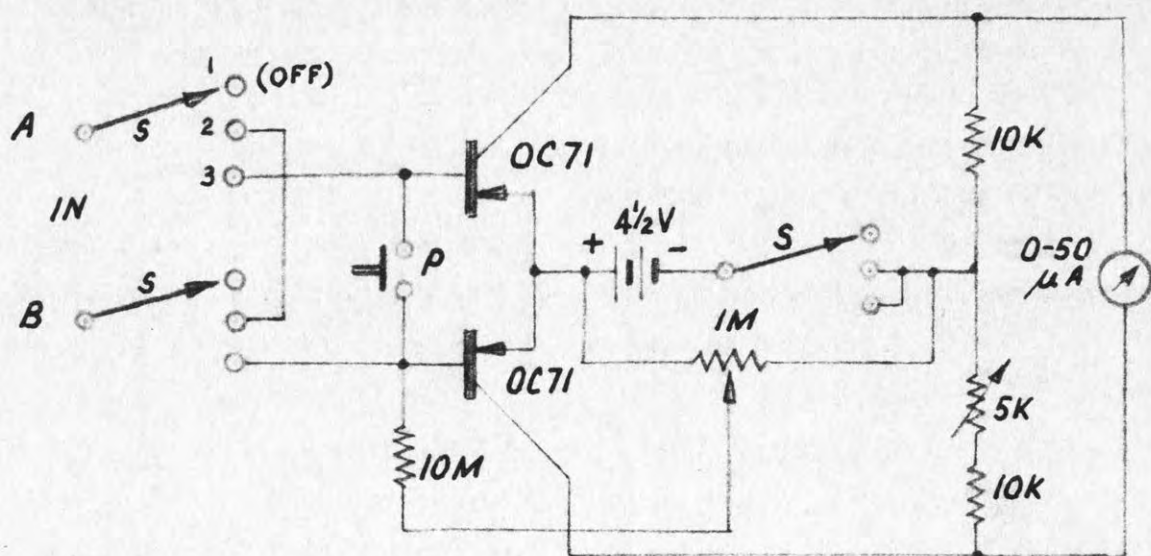 1 (OFF)
A S 2
3
IN
B S
P
OC71
OC71
10M
4½V
+ -
S
1M
10K
0-50
µA
5K
10K